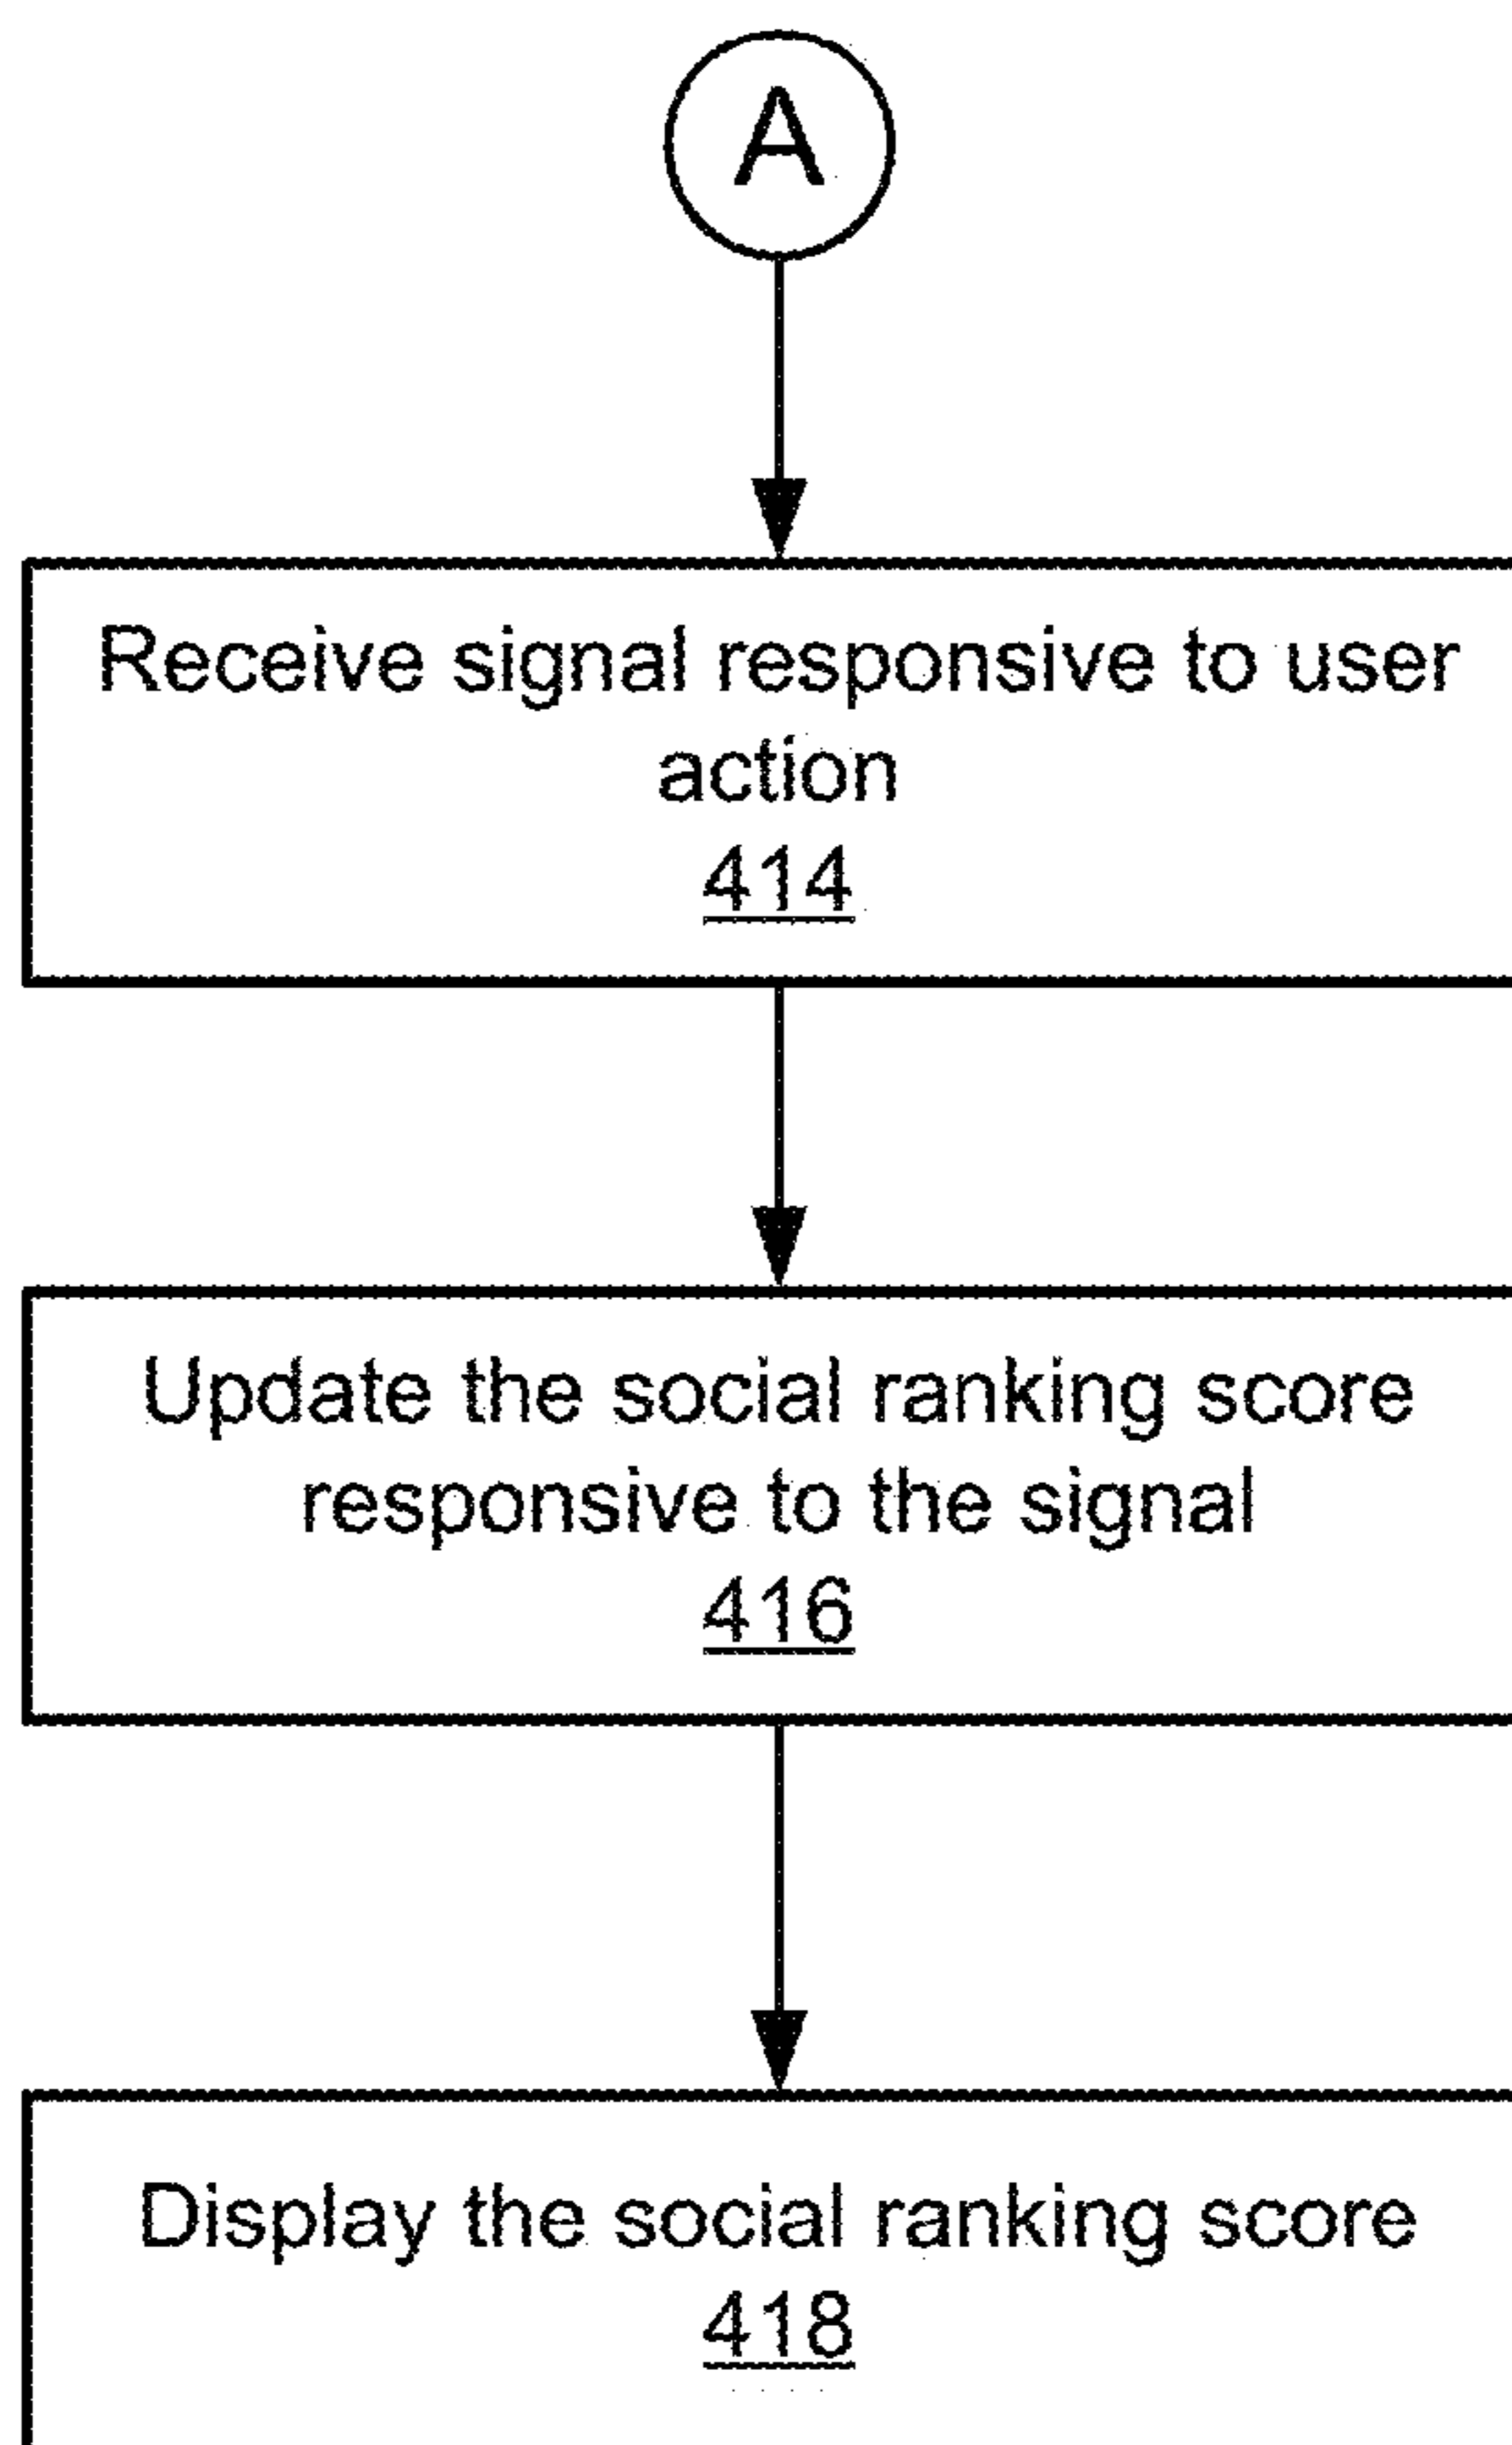 A
Receive signal responsive to user
action
414
Update the social ranking score
responsive to the signal
416
Display the social ranking score
418